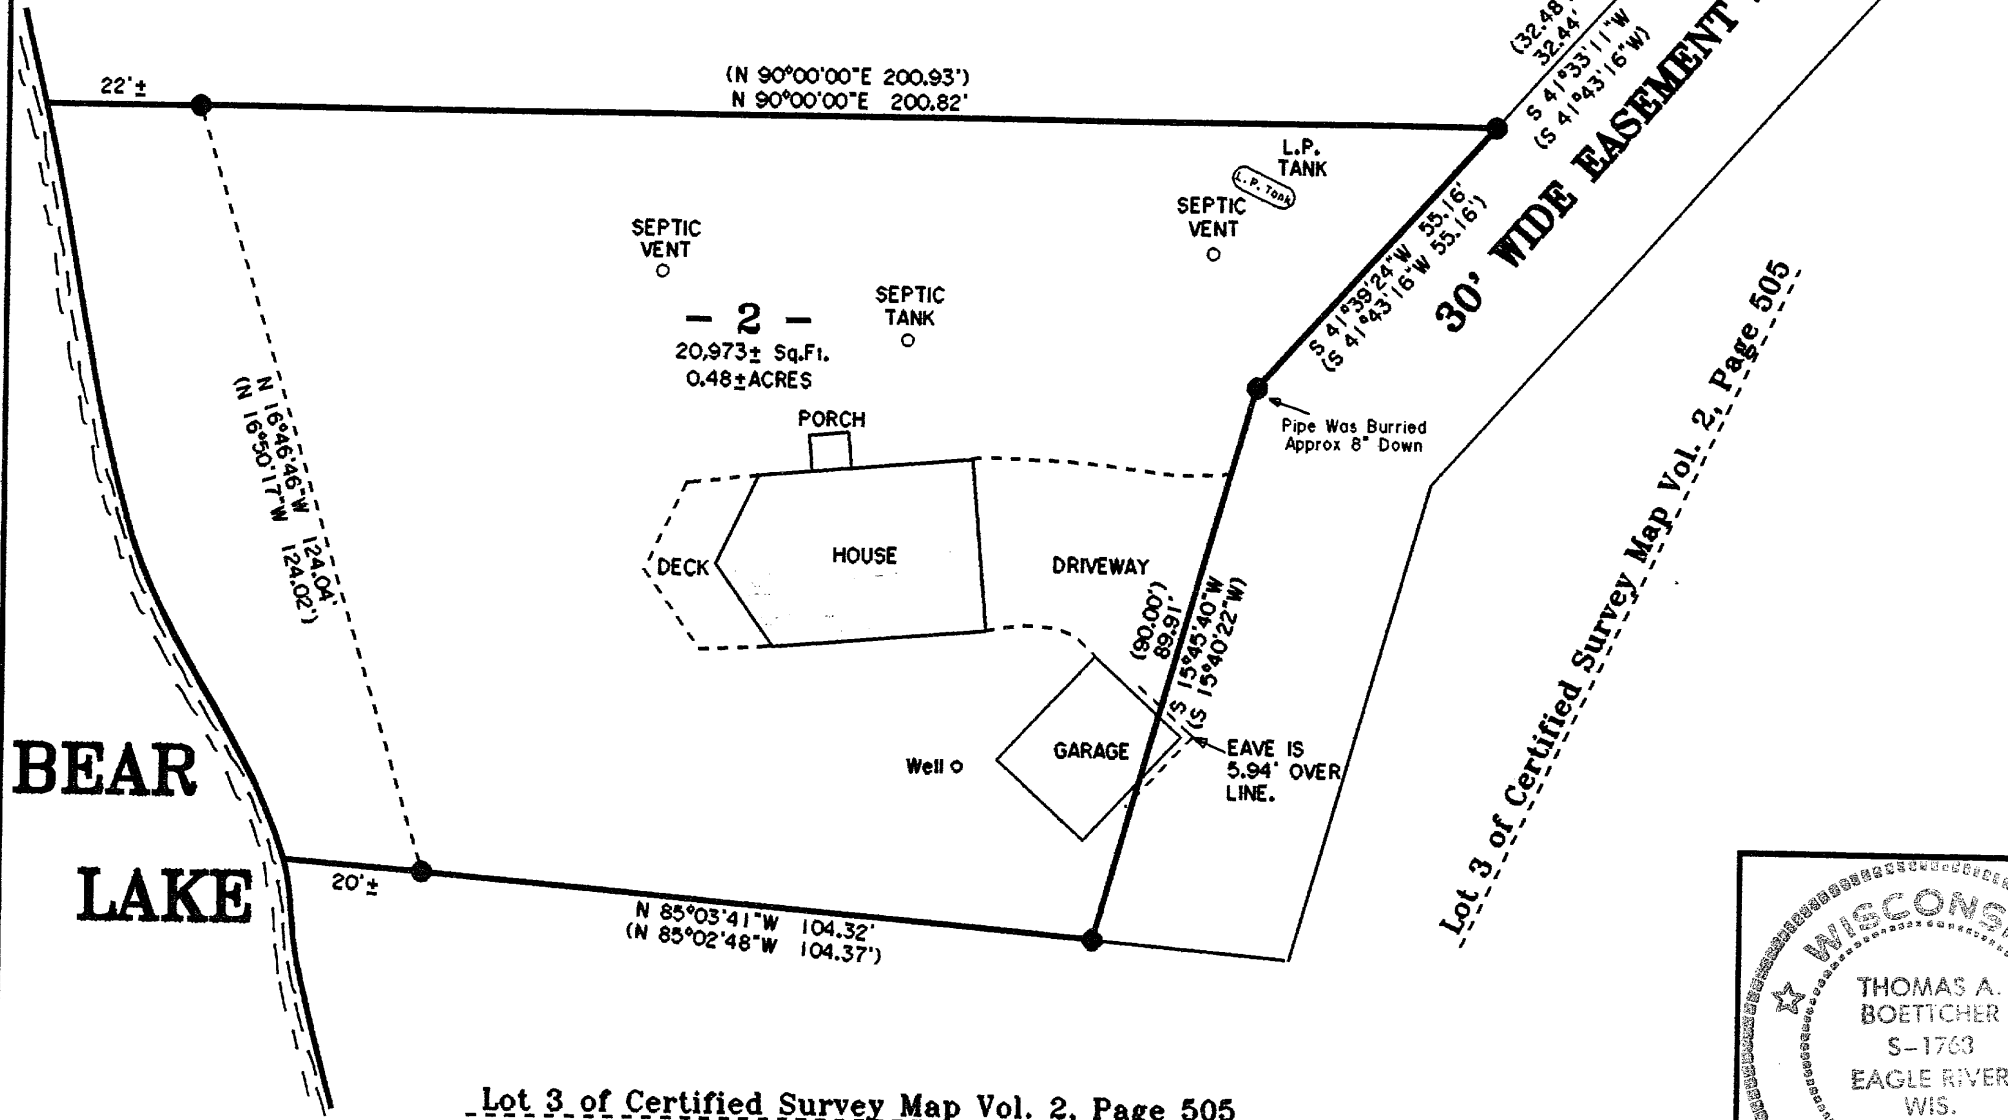 22'±
(N 90°00'00"E 200.93')
N 90°00'00"E 200.82'
(32.48'
32.44'
S 41°33'11"W
(S 41°43'16"W)
30' WIDE EASEMENT
L.P.
TANK
L.P. Tank
SEPTIC
VENT
SEPTIC
VENT
S 41°39'24"W 55.16'
(S 41°43'16"W 55.16')
SEPTIC
TANK
- 2 -
20,973± Sq.Ft.
0.48±ACRES
N 16°46'46"W 124.04'
(N 16°50'17"W 124.02')
PORCH
Pipe Was Burried
Approx 8" Down
DECK
HOUSE
DRIVEWAY
(90.00')
89.91'
S 15°45'40"W
(S 15°40'22"W)
Lot 3 of Certified Survey Map Vol. 2, Page 505
GARAGE
Well
EAVE IS
5.94' OVER
LINE.
BEAR
LAKE
20'±
N 85°03'41"W 104.32'
(N 85°02'48"W 104.37')
Lot 3 of Certified Survey Map Vol. 2, Page 505
WISCONS
THOMAS A.
BOETTCHER
S-1763
EAGLE RIVER
WIS.